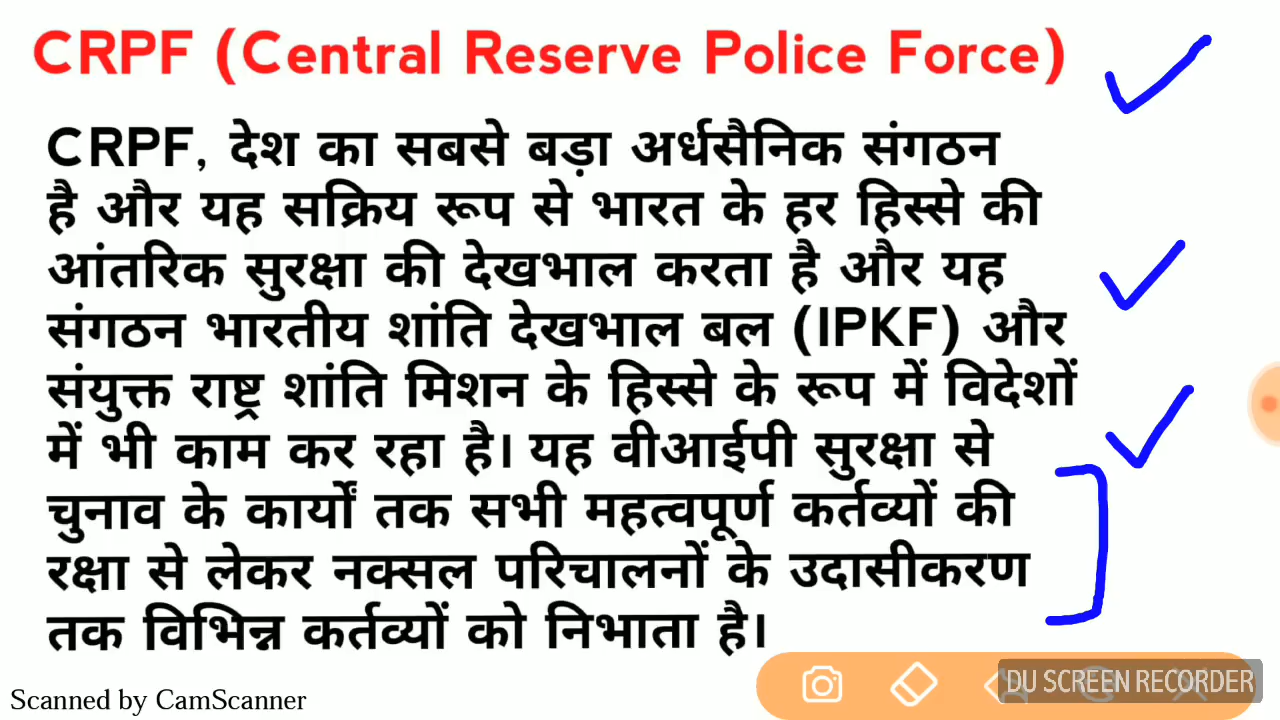 CRPF (Central Reserve Police Force)
CRPF, देश का सबसे बड़ा अर्धसैनिक संगठन
है और यह सक्रिय रूप से भारत के हर हिस्से की
आंतरिक सुरक्षा की देखभाल करता है और यह
संगठन भारतीय शांति देखभाल बल (IPKF) और
संयुक्त राष्ट्र शांति मिशन के हिस्से के रूप में विदेशों
में भी काम कर रहा है। यह वीआईपी सुरक्षा से
चुनाव के कार्यों तक सभी महत्वपूर्ण कर्तव्यों की
रक्षा से लेकर नक्सल परिचालनों के उदासीकरण
तक विभिन्न कर्तव्यों को निभाता है।
DU SCREEN RECORDER
Scanned by CamScanner